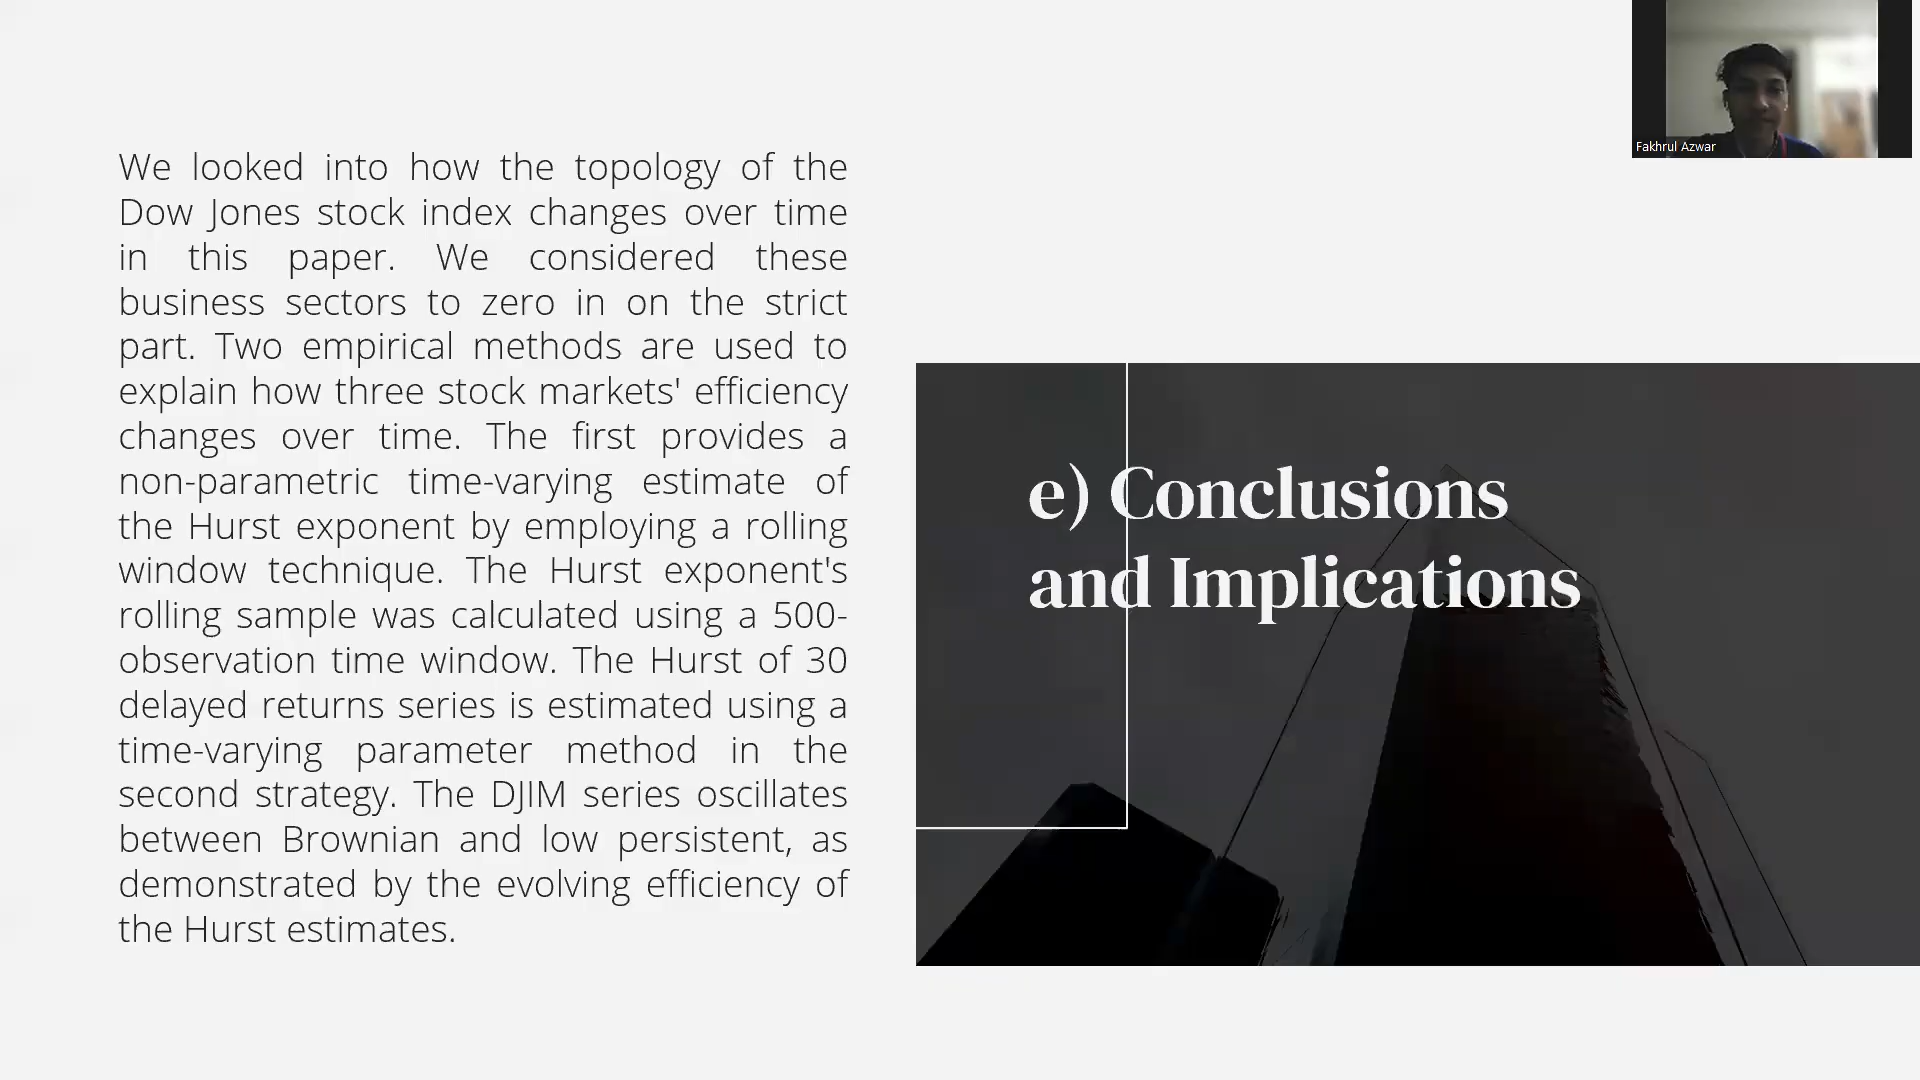 We looked into how the topology of the
Dow Jones stock index changes over time
in this paper. We considered these
business sectors to zero in on the strict
part. Two empirical methods are used to
explain how three stock markets' efficiency
changes over time. The first provides a
non-parametric time-varying estimate of
the Hurst exponent by employing a rolling
window technique. The Hurst exponent's
rolling sample was calculated using a 500-
observation time window. The Hurst of 30
delayed returns series is estimated using a
time-varying parameter method in the
second strategy. The DJIM series oscillates
between Brownian and low persistent, as
demonstrated by the evolving efficiency of
the Hurst estimates.
e) Conclusions
and Implications
Fakhrul Azwar